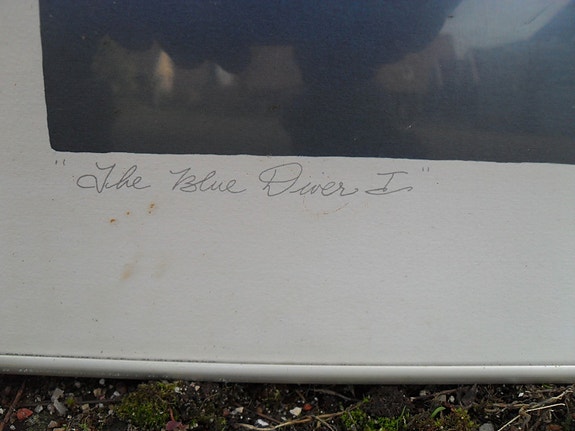 "The Blue Diver I"